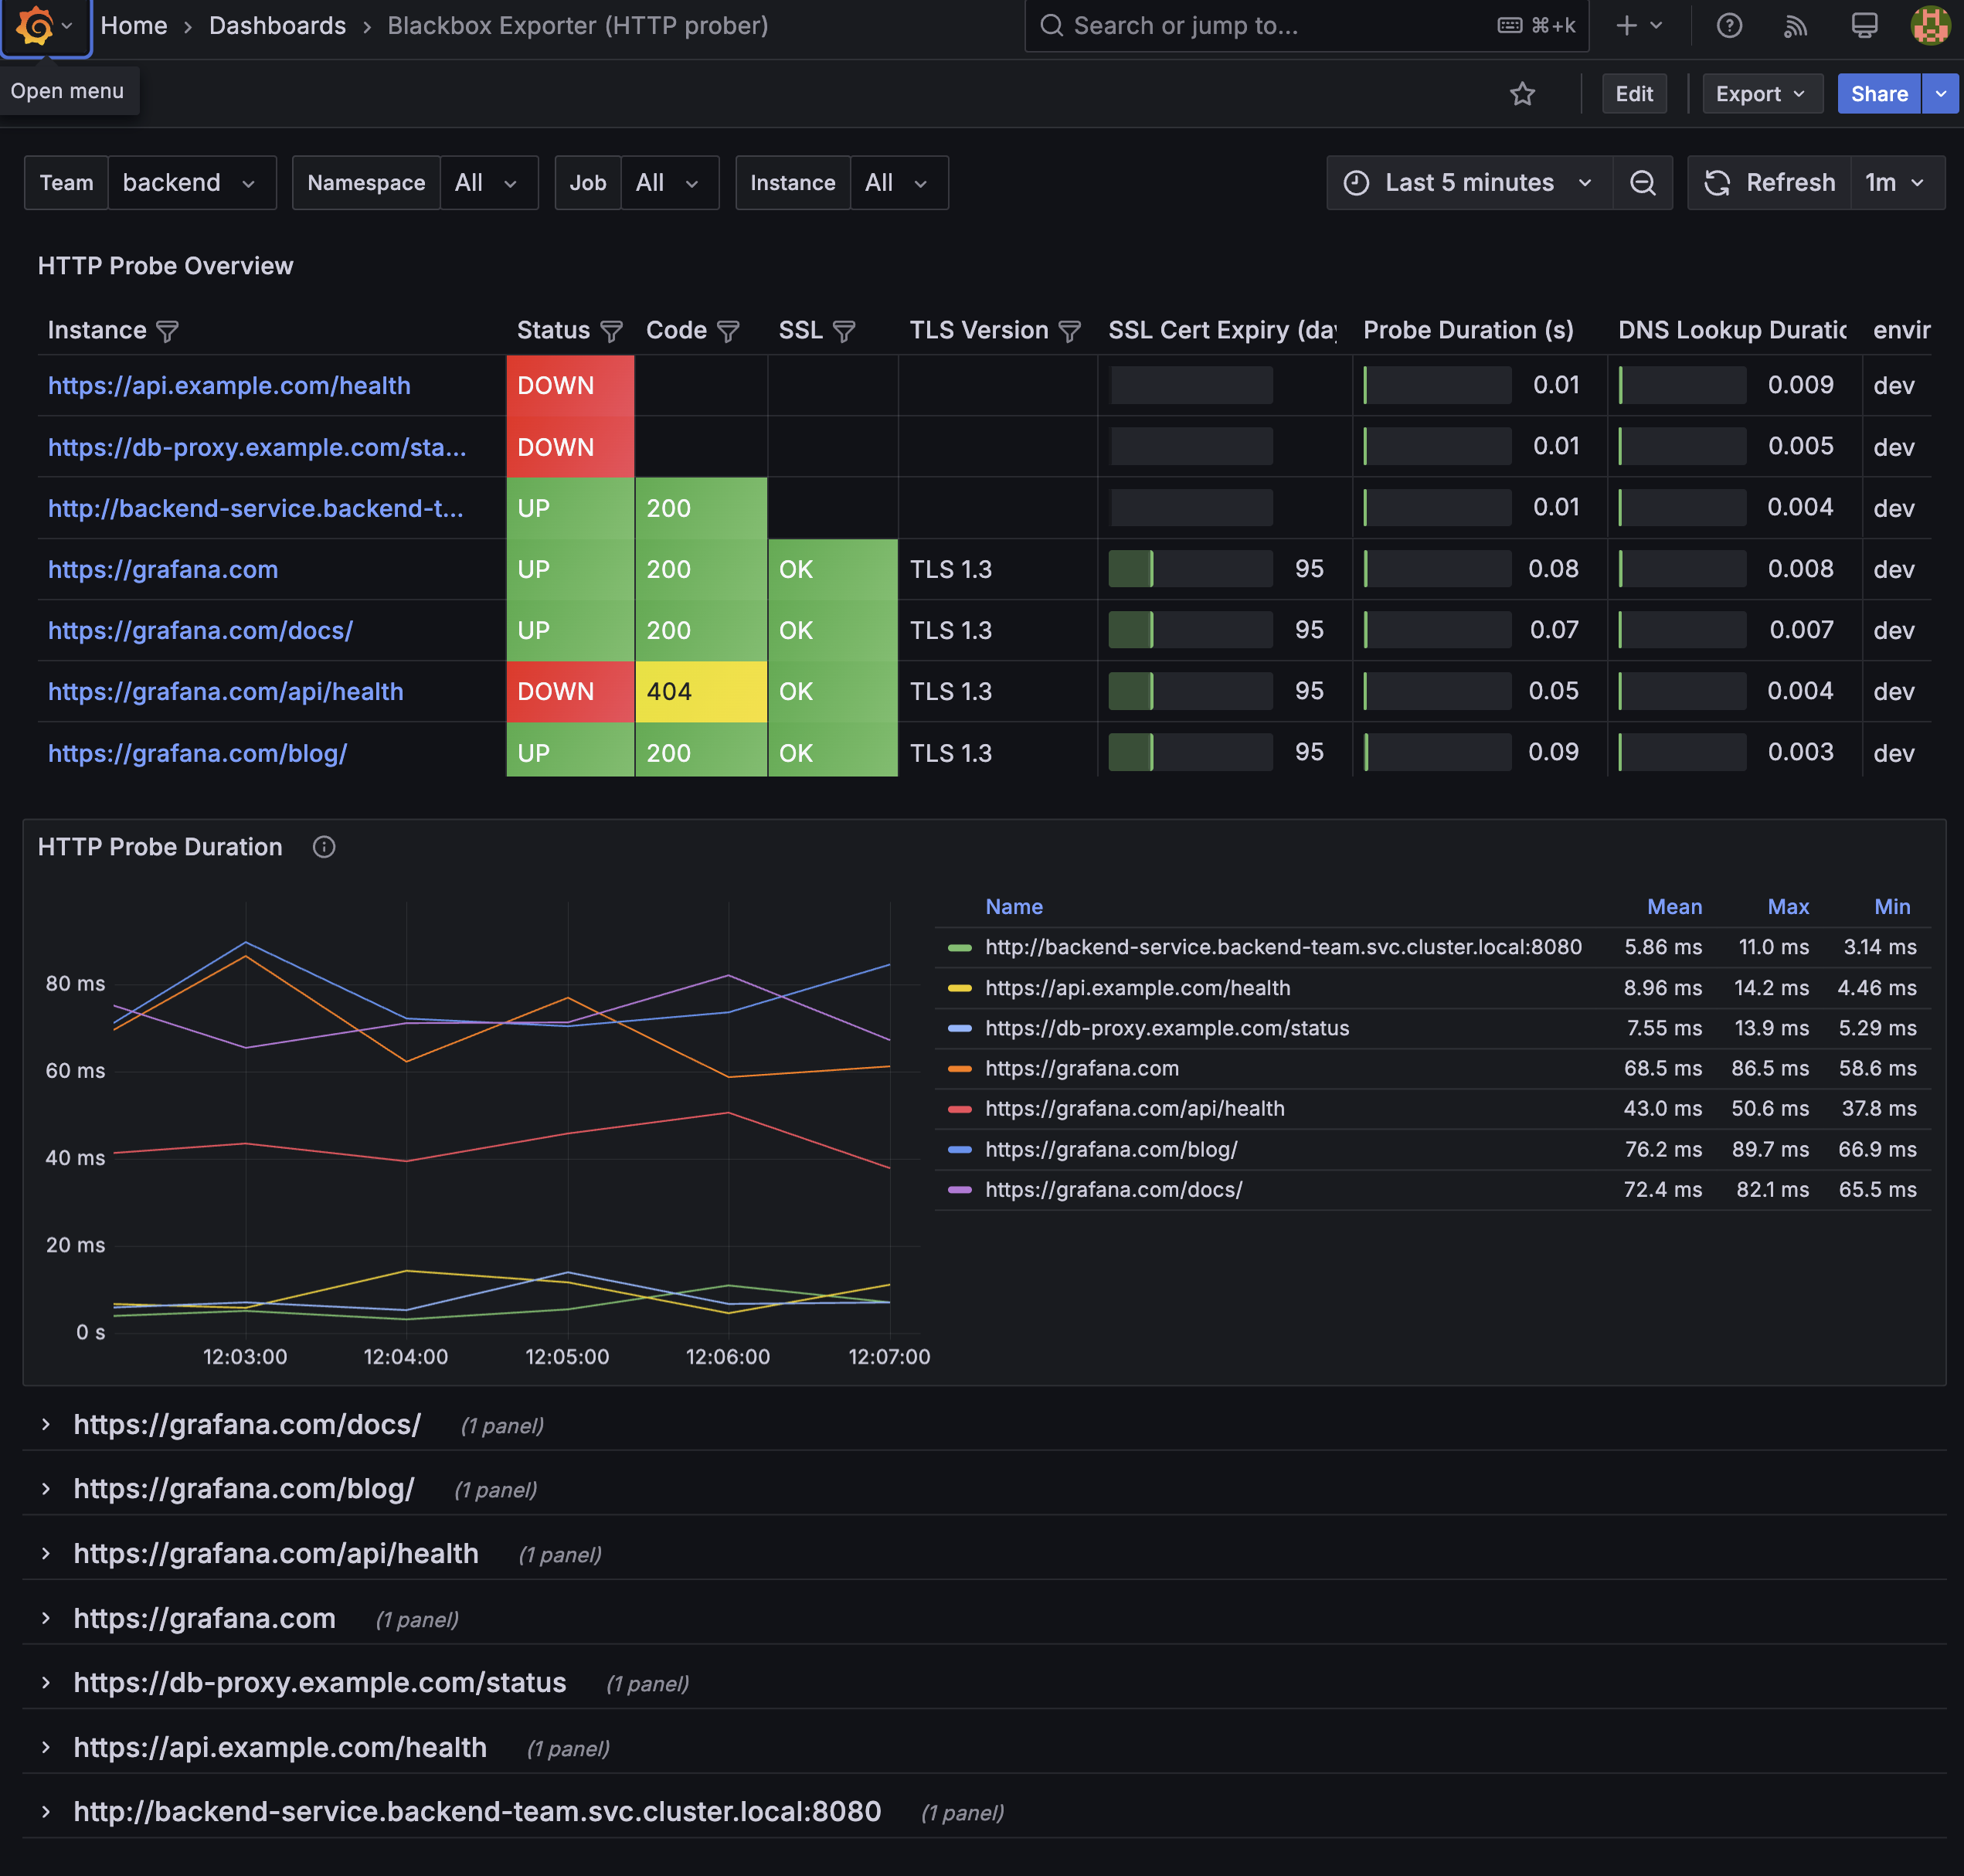 Home › Dashboards › Blackbox Exporter (HTTP prober) Search or jump to... ⌘+k
Open menu
Edit Export Share
Team backend Namespace All Job All Instance All Last 5 minutes Refresh 1m
HTTP Probe Overview
Instance Status Code SSL TLS Version SSL Cert Expiry (day Probe Duration (s) DNS Lookup Duratic envir
https://api.example.com/health DOWN 0.01 0.009 dev
https://db-proxy.example.com/sta... DOWN 0.01 0.005 dev
http://backend-service.backend-t... UP 200 0.01 0.004 dev
https://grafana.com UP 200 OK TLS 1.3 95 0.08 0.008 dev
https://grafana.com/docs/ UP 200 OK TLS 1.3 95 0.07 0.007 dev
https://grafana.com/api/health DOWN 404 OK TLS 1.3 95 0.05 0.004 dev
https://grafana.com/blog/ UP 200 OK TLS 1.3 95 0.09 0.003 dev
HTTP Probe Duration
80 ms
60 ms
40 ms
20 ms
0 s
12:03:00 12:04:00 12:05:00 12:06:00 12:07:00
Name Mean Max Min
http://backend-service.backend-team.svc.cluster.local:8080 5.86 ms 11.0 ms 3.14 ms
https://api.example.com/health 8.96 ms 14.2 ms 4.46 ms
https://db-proxy.example.com/status 7.55 ms 13.9 ms 5.29 ms
https://grafana.com 68.5 ms 86.5 ms 58.6 ms
https://grafana.com/api/health 43.0 ms 50.6 ms 37.8 ms
https://grafana.com/blog/ 76.2 ms 89.7 ms 66.9 ms
https://grafana.com/docs/ 72.4 ms 82.1 ms 65.5 ms
https://grafana.com/docs/ (1 panel)
https://grafana.com/blog/ (1 panel)
https://grafana.com/api/health (1 panel)
https://grafana.com (1 panel)
https://db-proxy.example.com/status (1 panel)
https://api.example.com/health (1 panel)
http://backend-service.backend-team.svc.cluster.local:8080 (1 panel)